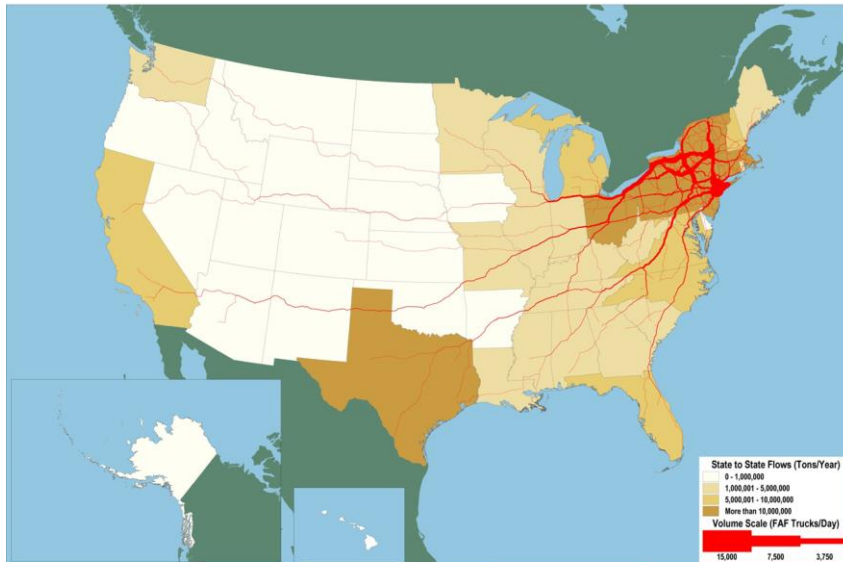 State to State Flows (Tons/Year)
0 - 1,000,000
1,000,001 - 5,000,000
5,000,001 - 10,000,000
More than 10,000,000
Volume Scale (FAF Trucks/Day)
15,000 7,500 3,750